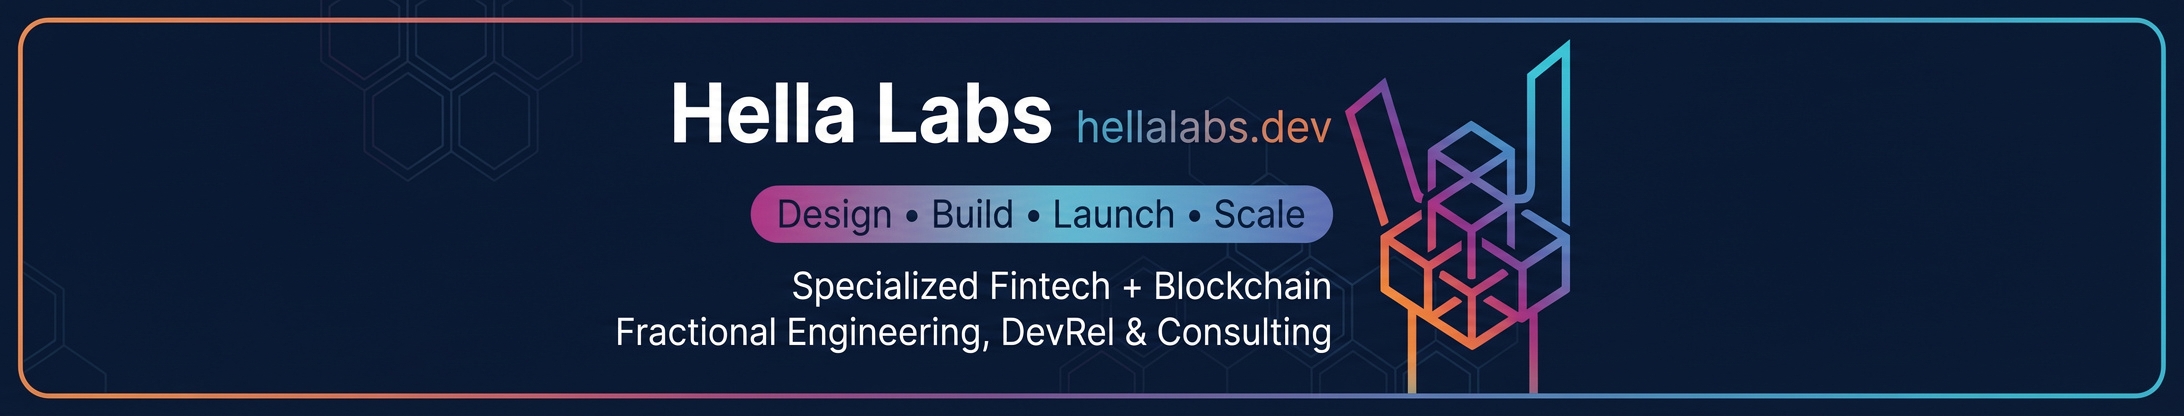 Hella Labs hellalabs.dev
Design • Build • Launch • Scale
Specialized Fintech + Blockchain
Fractional Engineering, DevRel & Consulting